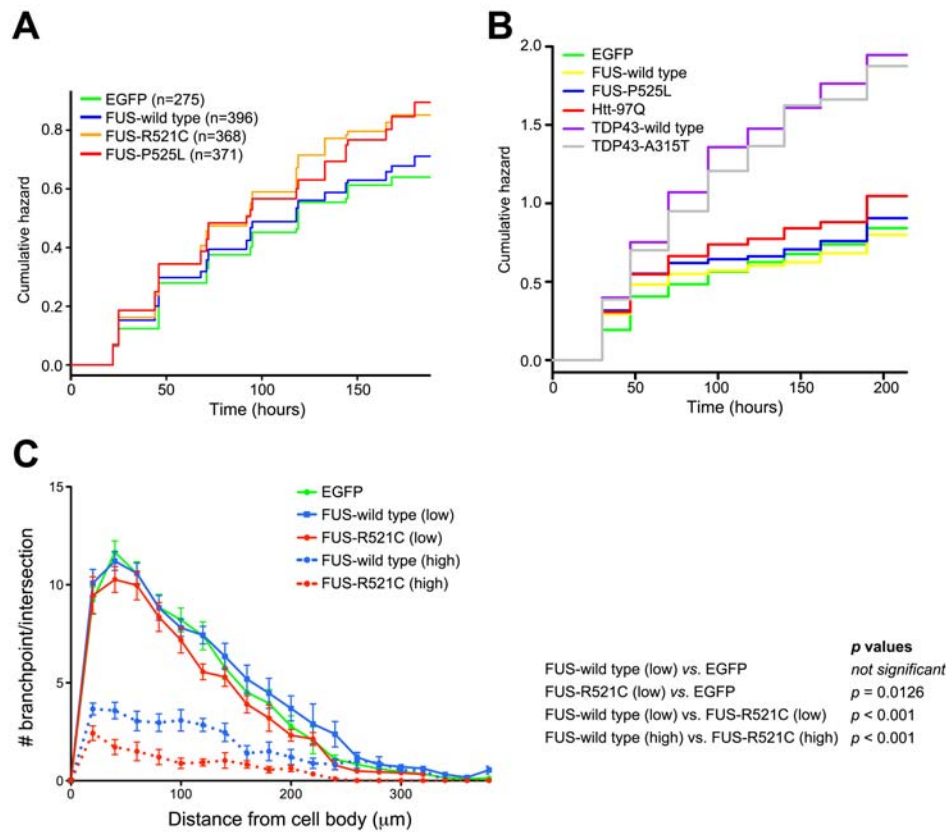 A
EGFP (n=275)
FUS-wild type (n=396)
FUS-R521C (n=368)
FUS-P525L (n=371)
Cumulative hazard
0.8
0.6
0.4
0.2
0.0
0 50 100 150
Time (hours)
B
EGFP
FUS-wild type
FUS-P525L
Htt-97Q
TDP43-wild type
TDP43-A315T
Cumulative hazard
2.0
1.5
1.0
0.5
0.0
0 50 100 150 200
Time (hours)
C
EGFP
FUS-wild type (low)
FUS-R521C (low)
FUS-wild type (high)
FUS-R521C (high)
# branchpoint/intersection
15
10
5
0
0 100 200 300
Distance from cell body (μm)
p values
FUS-wild type (low) vs. EGFP not significant
FUS-R521C (low) vs. EGFP p = 0.0126
FUS-wild type (low) vs. FUS-R521C (low) p < 0.001
FUS-wild type (high) vs. FUS-R521C (high) p < 0.001